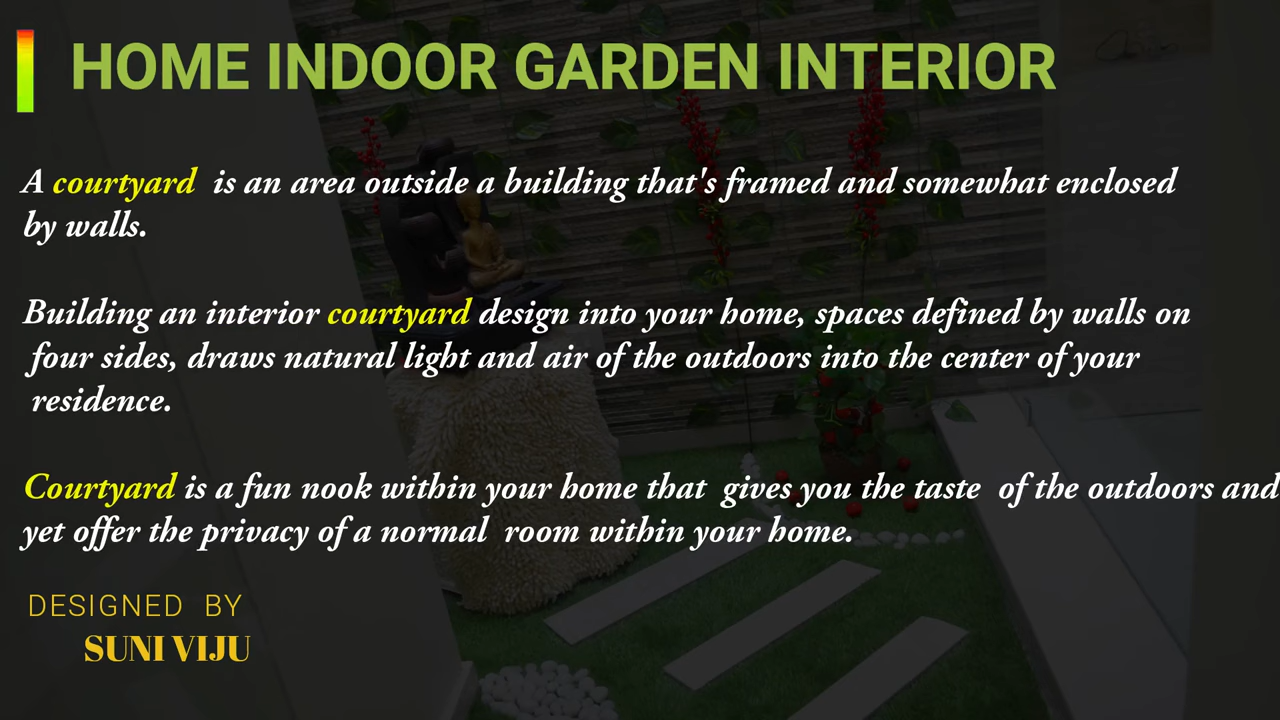 HOME INDOOR GARDEN INTERIOR
A courtyard is an area outside a building that's framed and somewhat enclosed
by walls.
Building an interior courtyard design into your home, spaces defined by walls on
four sides, draws natural light and air of the outdoors into the center of your
residence.
Courtyard is a fun nook within your home that gives you the taste of the outdoors and
yet offer the privacy of a normal room within your home.
DESIGNED BY
SUNI VIJU